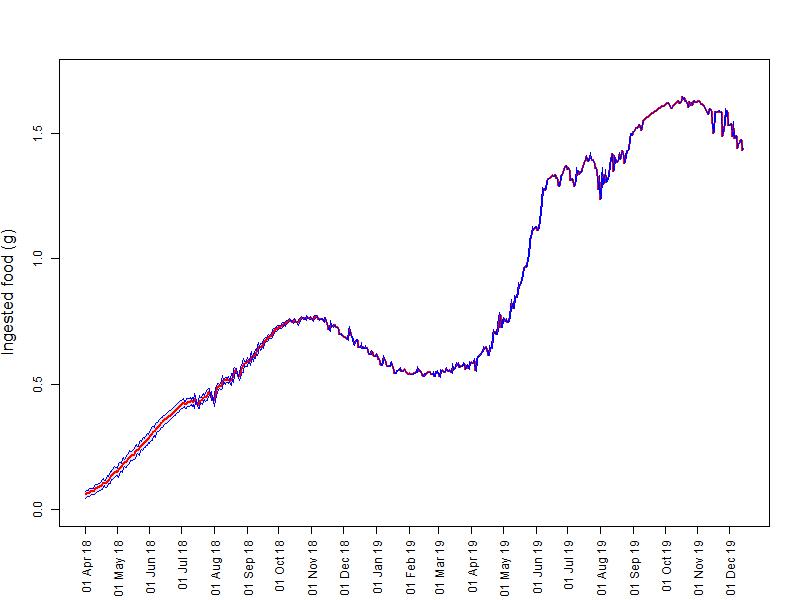 Ingested food (g)
1.5
1.0
0.5
0.0
01 Apr 18
01 May 18
01 Jun 18
01 Jul 18
01 Aug 18
01 Sep 18
01 Oct 18
01 Nov 18
01 Dec 18
01 Jan 19
01 Feb 19
01 Mar 19
01 Apr 19
01 May 19
01 Jun 19
01 Jul 19
01 Aug 19
01 Sep 19
01 Oct 19
01 Nov 19
01 Dec 19